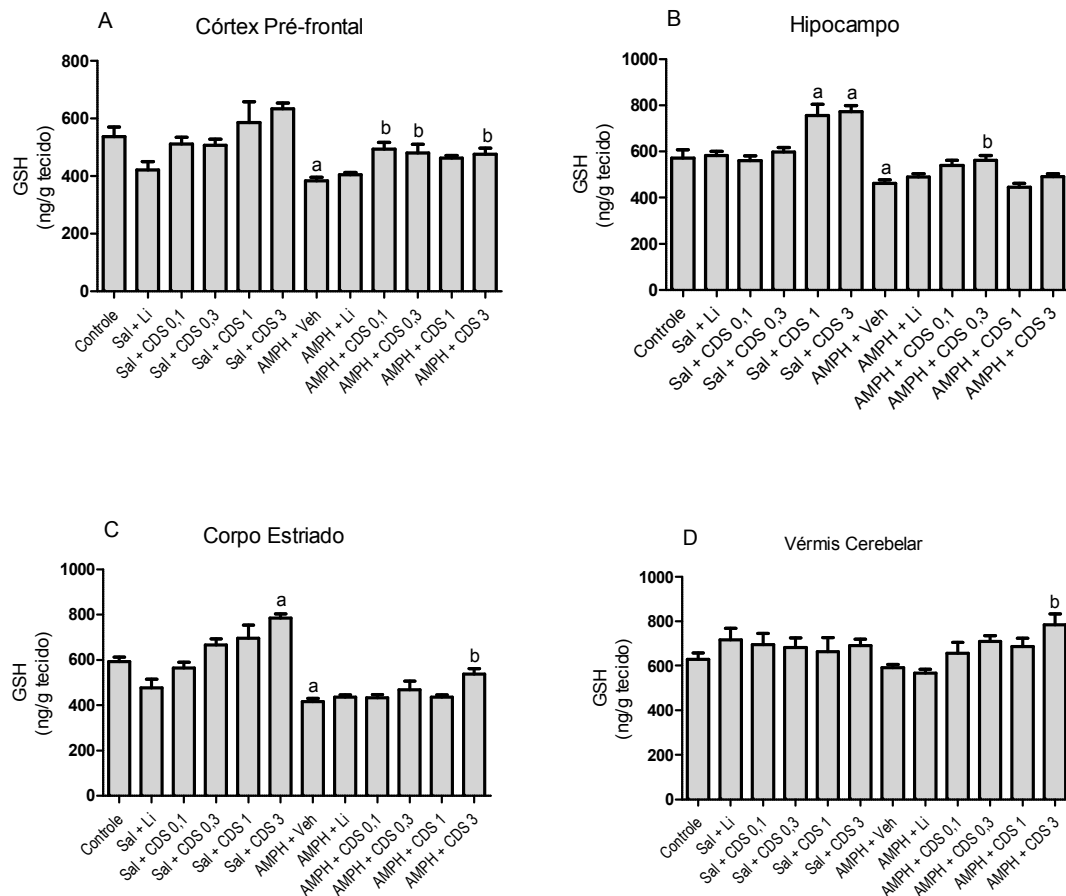 A
Córtex Pré-frontal
800
600
400
200
0
GSH
(ng/g tecido)
a
b
b
b
Controle
Sal + Li
Sal + CDS 0,1
Sal + CDS 0,3
Sal + CDS 1
Sal + CDS 3
AMPH + Veh
AMPH + Li
AMPH + CDS 0,1
AMPH + CDS 0,3
AMPH + CDS 1
AMPH + CDS 3
B
Hipocampo
1000
800
600
400
200
0
GSH
(ng/g tecido)
a
a
a
b
Controle
Sal + Li
Sal + CDS 0,1
Sal + CDS 0,3
Sal + CDS 1
Sal + CDS 3
AMPH + Veh
AMPH + Li
AMPH + CDS 0,1
AMPH + CDS 0,3
AMPH + CDS 1
AMPH + CDS 3
C
Corpo Estriado
1000
800
600
400
200
0
GSH
(ng/g tecido)
a
a
b
Controle
Sal + Li
Sal + CDS 0,1
Sal + CDS 0,3
Sal + CDS 1
Sal + CDS 3
AMPH + Veh
AMPH + Li
AMPH + CDS 0,1
AMPH + CDS 0,3
AMPH + CDS 1
AMPH + CDS 3
D
Vérmis Cerebelar
1000
800
600
400
200
0
GSH
(ng/g tecido)
b
Controle
Sal + Li
Sal + CDS 0,1
Sal + CDS 0,3
Sal + CDS 1
Sal + CDS 3
AMPH + Veh
AMPH + Li
AMPH + CDS 0,1
AMPH + CDS 0,3
AMPH + CDS 1
AMPH + CDS 3